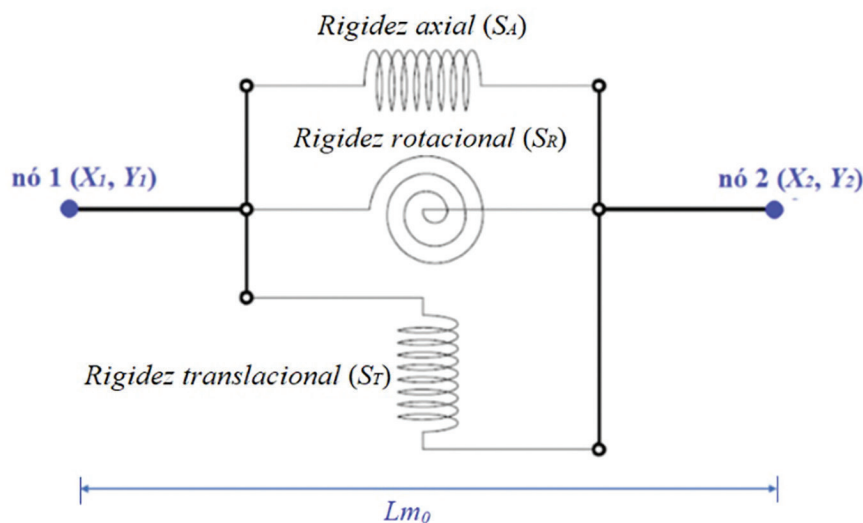 Rigidez axial (SA)
Rigidez rotacional (SR)
nó 1 (X1, Y1)
nó 2 (X2, Y2)
Rigidez translacional (ST)
Lm0